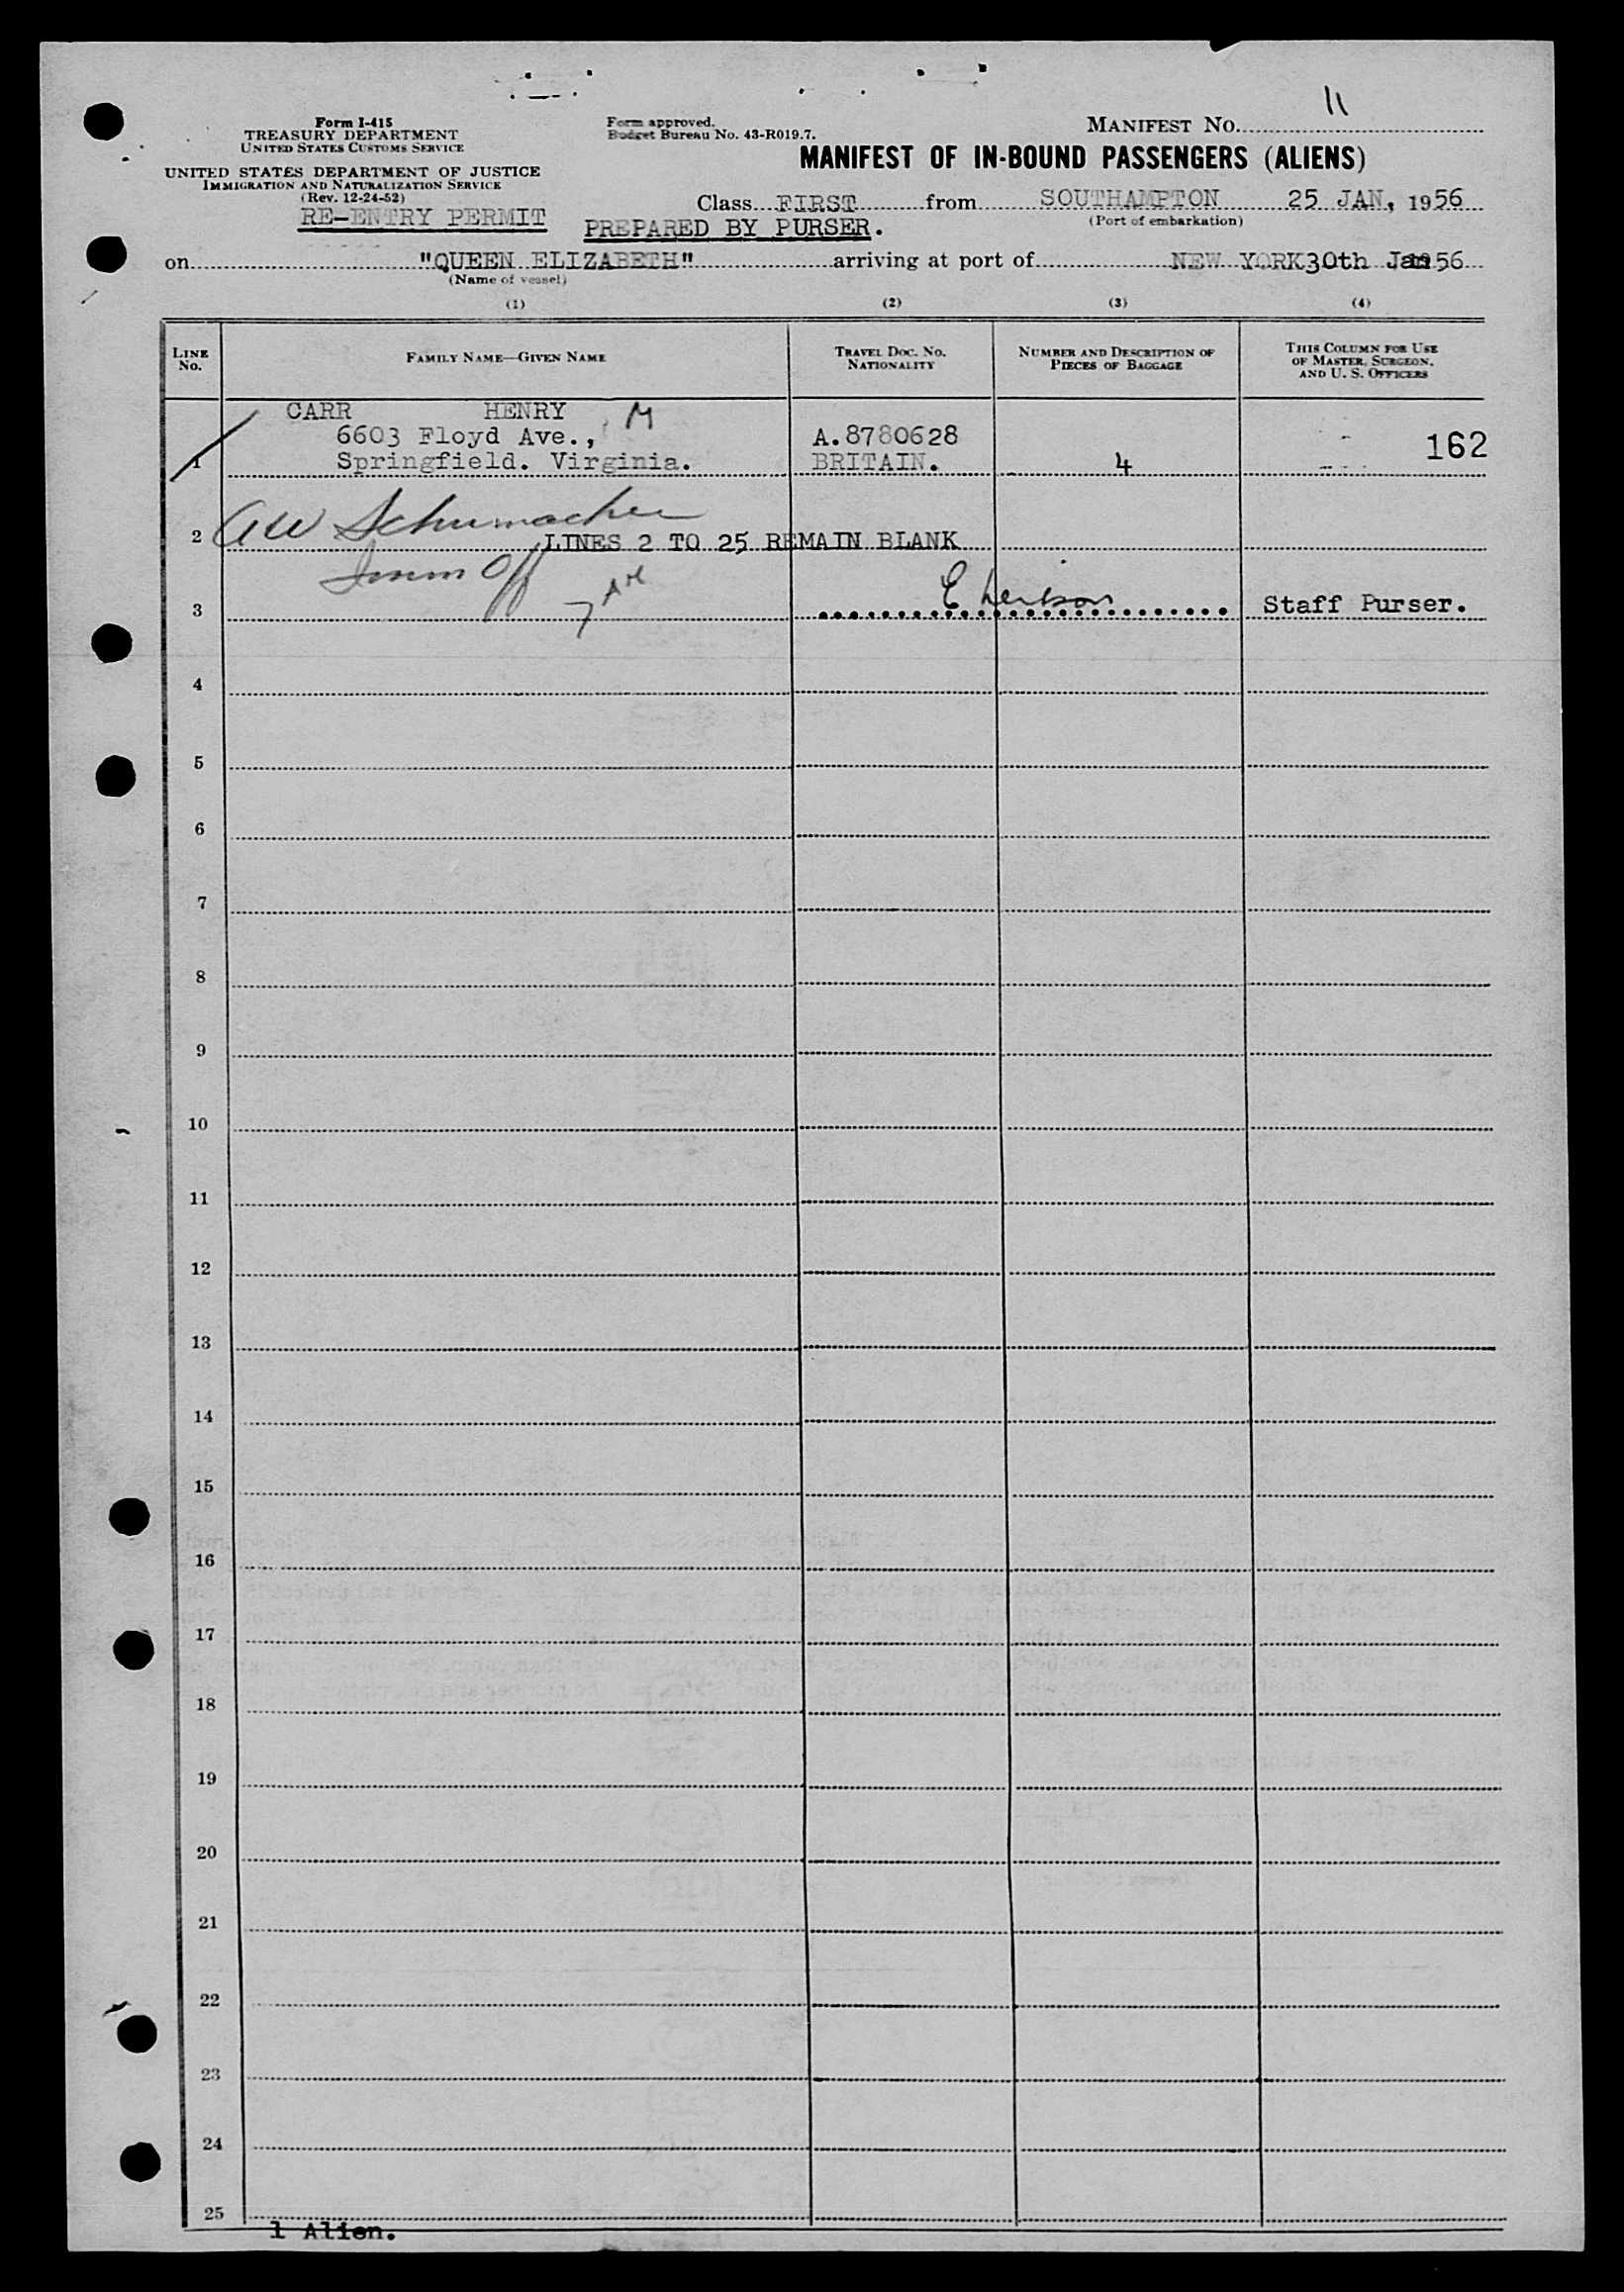 11
Form I-415
TREASURY DEPARTMENT
UNITED STATES CUSTOMS SERVICE
UNITED STATES DEPARTMENT OF JUSTICE
IMMIGRATION AND NATURALIZATION SERVICE
(Rev. 12-24-52)
RE-ENTRY PERMIT
Form approved.
Budget Bureau No. 43-R019.7.
MANIFEST NO.
MANIFEST OF IN-BOUND PASSENGERS (ALIENS)
Class FIRST from SOUTHAMPTON 25 JAN, 1956
(Port of embarkation)
PREPARED BY PURSER.
on "QUEEN ELIZABETH" arriving at port of NEW YORK 30th Jan 1956
(Name of vessel)
(1) (2) (3) (4)
LINE NO.
FAMILY NAME—GIVEN NAME
TRAVEL DOC. NO.
NATIONALITY
NUMBER AND DESCRIPTION OF
PIECES OF BAGGAGE
THIS COLUMN FOR USE
OF MASTER, SURGEON,
AND U. S. OFFICERS
CARR HENRY M
6603 Floyd Ave., A.8780628 162
1 Springfield. Virginia. BRITAIN. 4
AW Schumacher
2 LINES 2 TO 25 REMAIN BLANK
Imm Off
3 E Staff Purser.
4
5
6
7
8
9
10
11
12
13
14
15
16
17
18
19
20
21
22
23
24
25
1 Alien.